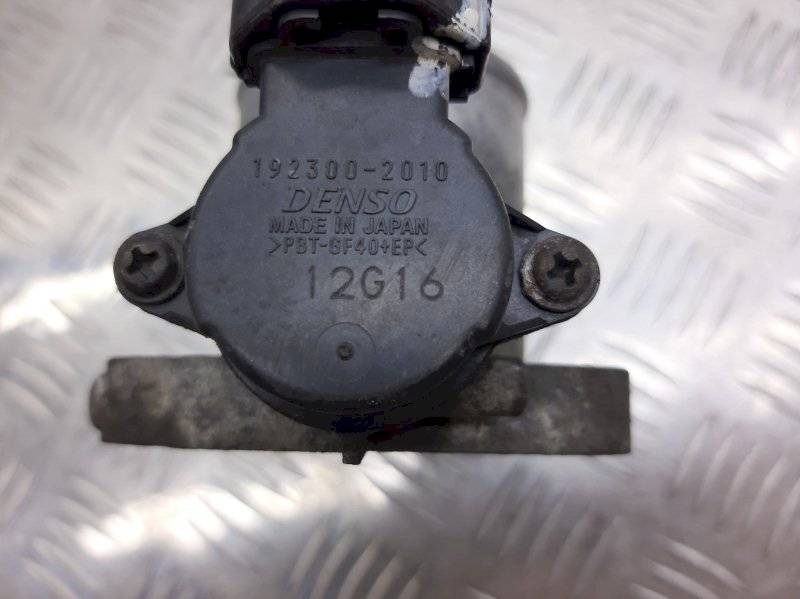 192300-2010
DENSO
MADE IN JAPAN
>PBT-GF40+EP<
12G16